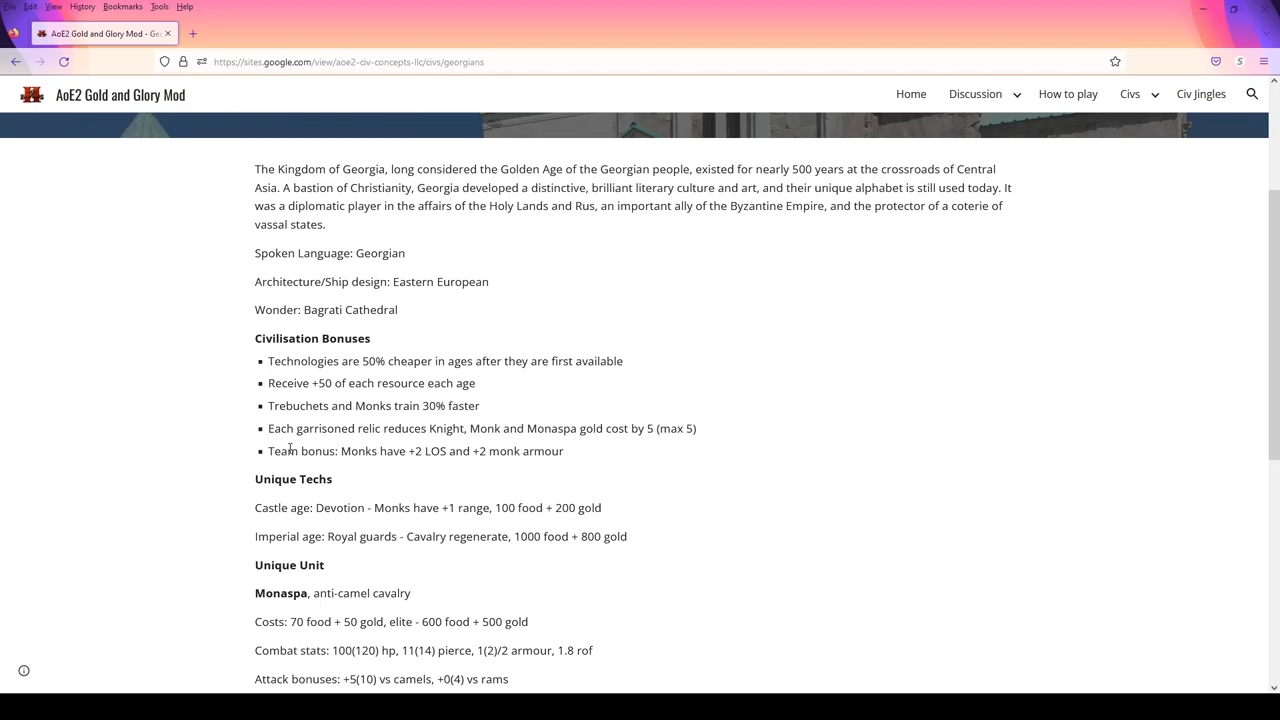 File Edit View History Bookmarks Tools Help
AoE2 Gold and Glory Mod - Geo
https://sites.google.com/view/aoe2-civ-concepts-llc/civs/georgians
AoE2 Gold and Glory Mod Home Discussion How to play Civs Civ Jingles
The Kingdom of Georgia, long considered the Golden Age of the Georgian people, existed for nearly 500 years at the crossroads of Central
Asia. A bastion of Christianity, Georgia developed a distinctive, brilliant literary culture and art, and their unique alphabet is still used today. It
was a diplomatic player in the affairs of the Holy Lands and Rus, an important ally of the Byzantine Empire, and the protector of a coterie of
vassal states.
Spoken Language: Georgian
Architecture/Ship design: Eastern European
Wonder: Bagrati Cathedral
Civilisation Bonuses
▪ Technologies are 50% cheaper in ages after they are first available
▪ Receive +50 of each resource each age
▪ Trebuchets and Monks train 30% faster
▪ Each garrisoned relic reduces Knight, Monk and Monaspa gold cost by 5 (max 5)
▪ Team bonus: Monks have +2 LOS and +2 monk armour
Unique Techs
Castle age: Devotion - Monks have +1 range, 100 food + 200 gold
Imperial age: Royal guards - Cavalry regenerate, 1000 food + 800 gold
Unique Unit
Monaspa, anti-camel cavalry
Costs: 70 food + 50 gold, elite - 600 food + 500 gold
Combat stats: 100(120) hp, 11(14) pierce, 1(2)/2 armour, 1.8 rof
Attack bonuses: +5(10) vs camels, +0(4) vs rams